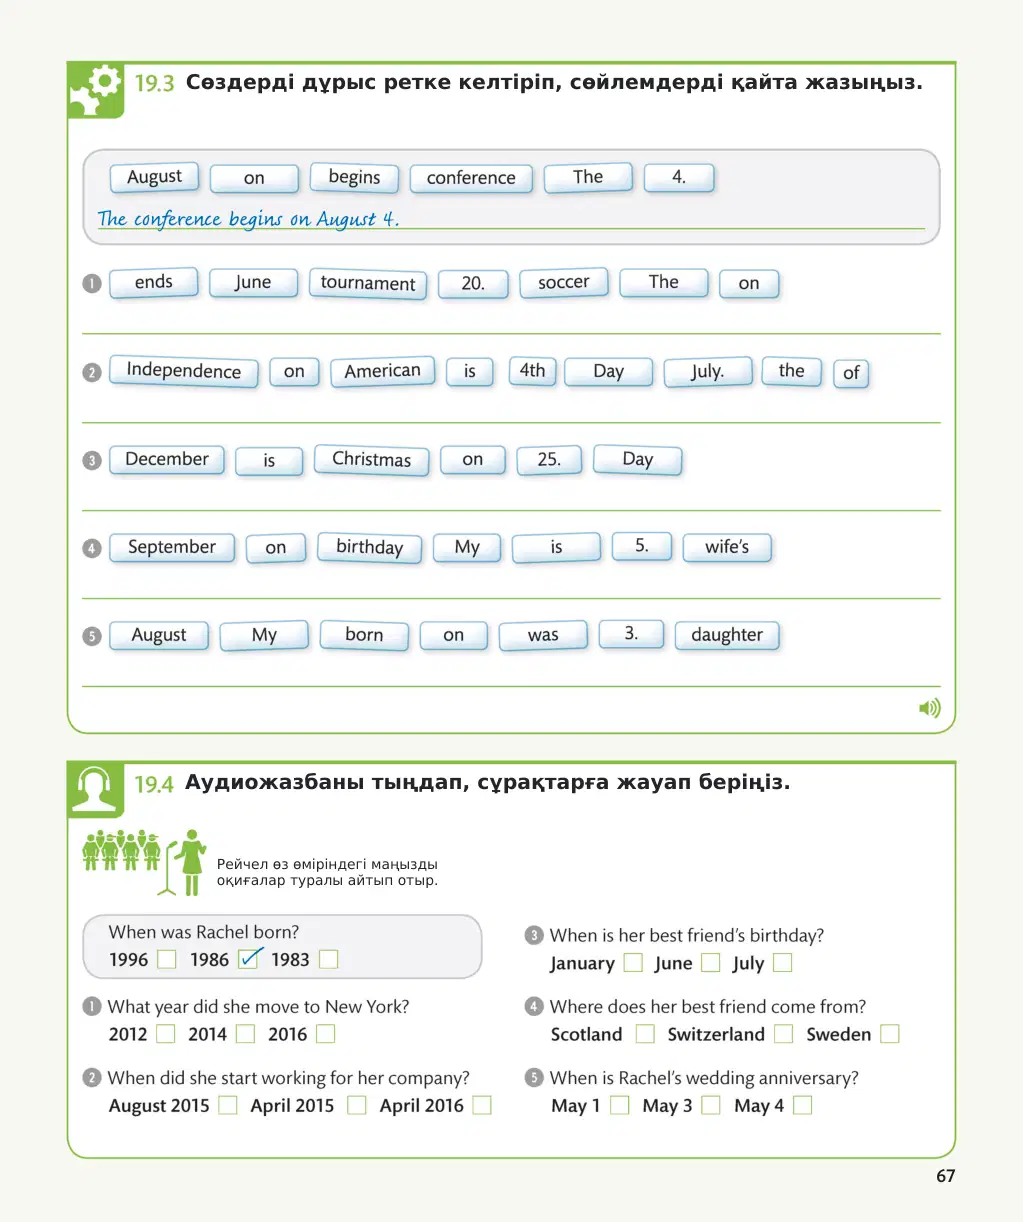 19.3 Сөздерді дұрыс ретке келтіріп, сөйлемдерді қайта жазыңыз.
August on begins conference The 4.
The conference begins on August 4.
1 ends June tournament 20. soccer The on
2 Independence on American is 4th Day July. the of
3 December is Christmas on 25. Day
4 September on birthday My is 5. wife's
5 August My born on was 3. daughter
19.4 Аудиожазбаны тыңдап, сұрақтарға жауап беріңіз.
Рейчел өз өміріндегі маңызды
оқиғалар туралы айтып отыр.
When was Rachel born?
1996 1986 1983
1 What year did she move to New York?
2012 2014 2016
2 When did she start working for her company?
August 2015 April 2015 April 2016
3 When is her best friend's birthday?
January June July
4 Where does her best friend come from?
Scotland Switzerland Sweden
5 When is Rachel's wedding anniversary?
May 1 May 3 May 4
67